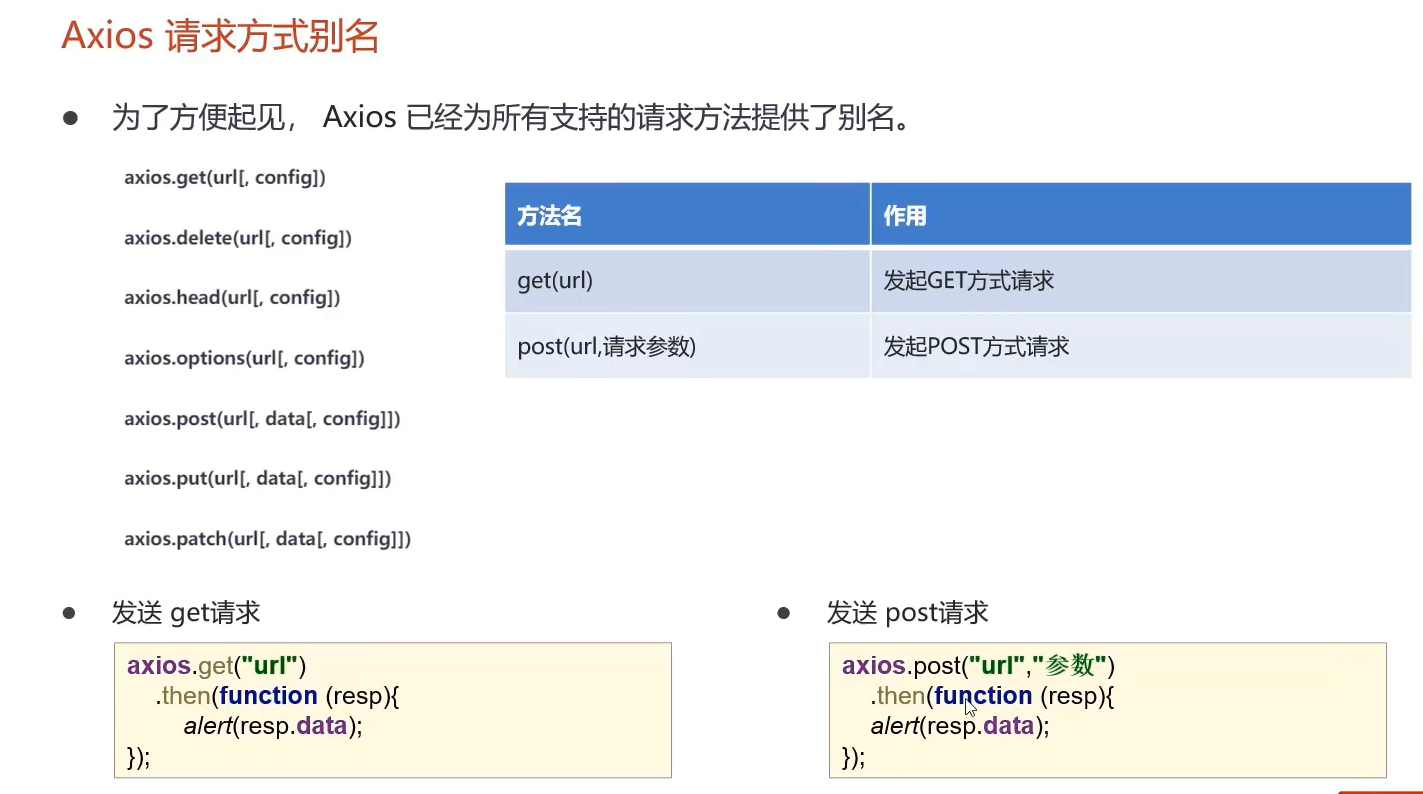 Axios 请求方式别名
为了方便起见， Axios 已经为所有支持的请求方法提供了别名。
axios.get(url[, config])
axios.delete(url[, config])
axios.head(url[, config])
axios.options(url[, config])
axios.post(url[, data[, config]])
axios.put(url[, data[, config]])
axios.patch(url[, data[, config]])
方法名 作用
get(url) 发起GET方式请求
post(url,请求参数) 发起POST方式请求
发送 get请求
axios.get("url")
.then(function (resp){
alert(resp.data);
});
发送 post请求
axios.post("url","参数")
.then(function (resp){
alert(resp.data);
});